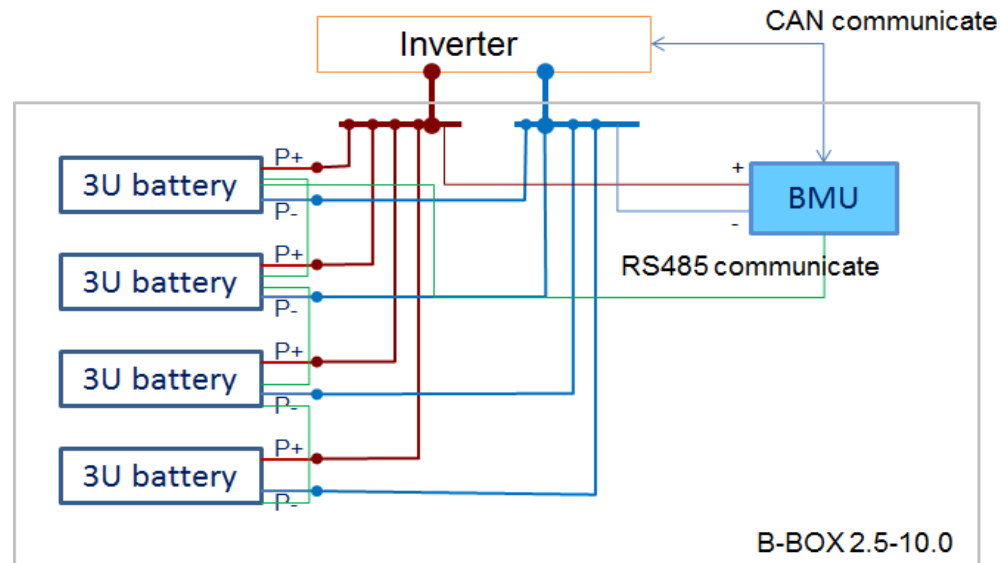 CAN communicate
Inverter
P+
3U battery
P-
+
BMU
-
P+
3U battery
P-
RS485 communicate
P+
3U battery
P-
P+
3U battery
P-
B-BOX 2.5-10.0